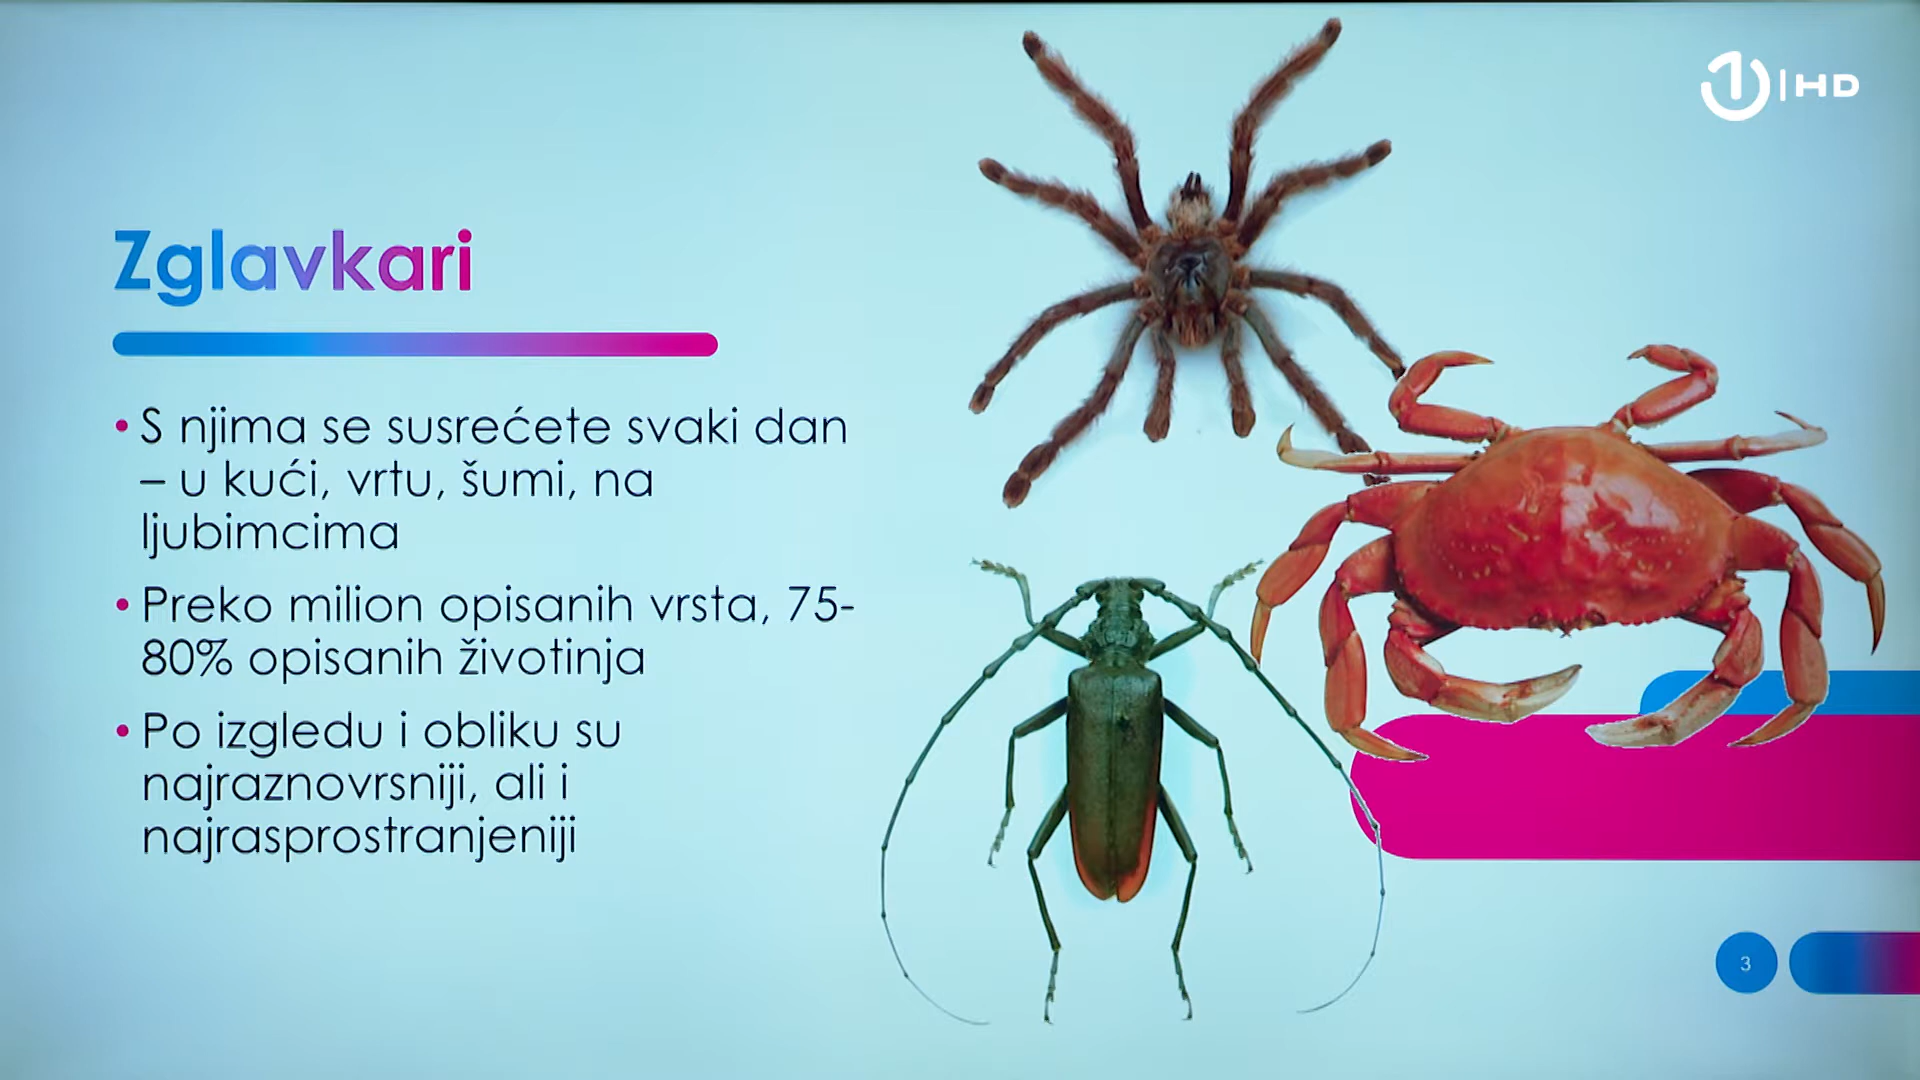 1|HD
Zglavkari
• S njima se susrećete svaki dan
– u kući, vrtu, šumi, na
ljubimcima
• Preko milion opisanih vrsta, 75-
80% opisanih životinja
• Po izgledu i obliku su
najraznovrsniji, ali i
najrasprostranjeniji
3